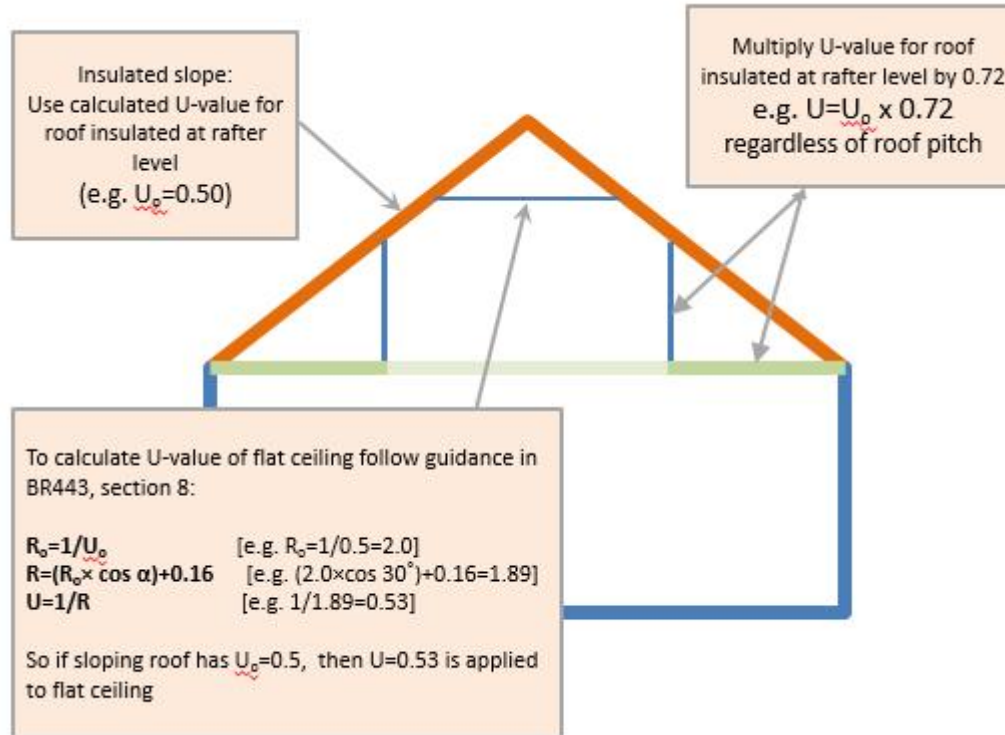 Insulated slope:
Use calculated U-value for
roof insulated at rafter
level
(e.g. Uₒ=0.50)
Multiply U-value for roof
insulated at rafter level by 0.72
e.g. U=Uₒ x 0.72
regardless of roof pitch
To calculate U-value of flat ceiling follow guidance in
BR443, section 8:
Rₒ=1/Uₒ [e.g. Rₒ=1/0.5=2.0]
R=(Rₒ× cos α)+0.16 [e.g. (2.0×cos 30˚)+0.16=1.89]
U=1/R [e.g. 1/1.89=0.53]
So if sloping roof has Uₒ=0.5, then U=0.53 is applied
to flat ceiling